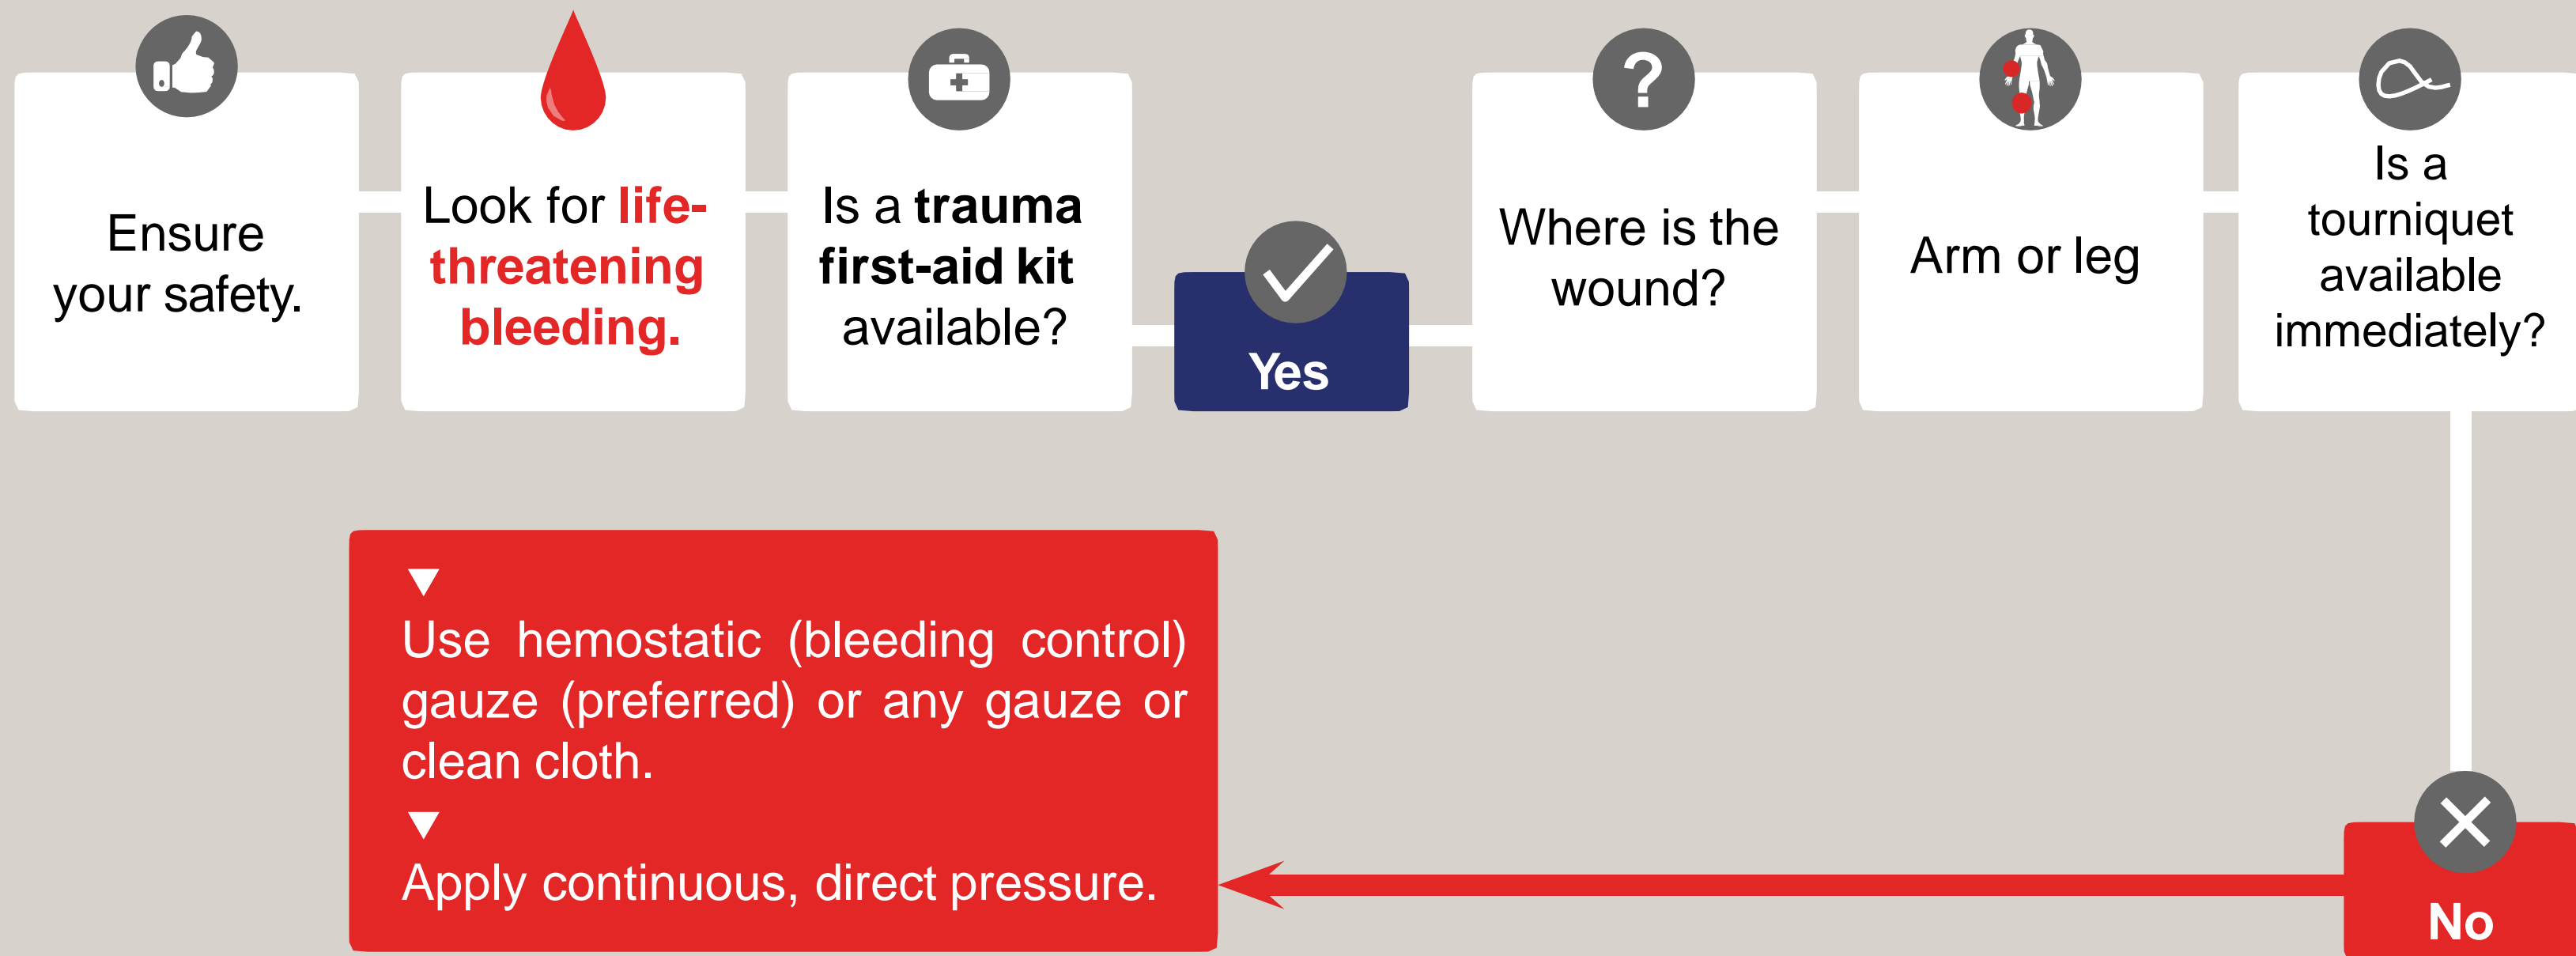 Ensure
your safety.
Look for life-
threatening
bleeding.
Is a trauma
first-aid kit
available?
Yes
?
Where is the
wound?
Arm or leg
Is a
tourniquet
available
immediately?
Use hemostatic (bleeding control)
gauze (preferred) or any gauze or
clean cloth.
Apply continuous, direct pressure.
No